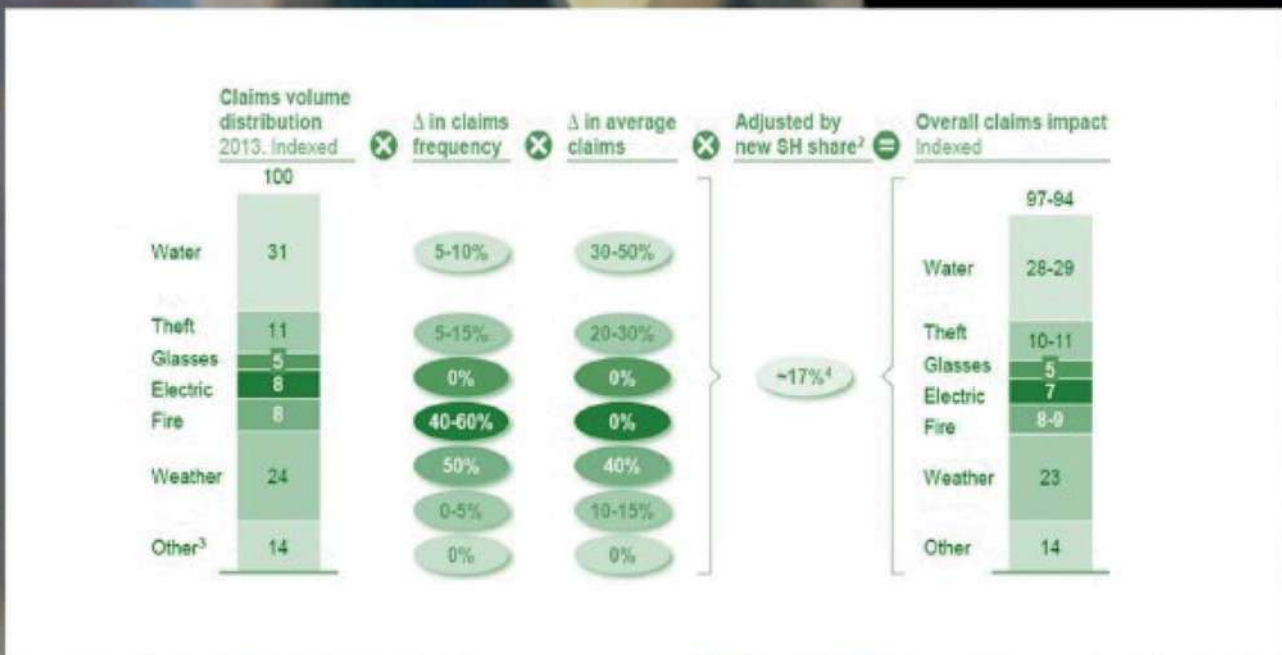 Claims volume
distribution
2013. Indexed
Δ in claims
frequency
Δ in average
claims
Adjusted by
new SH share²
Overall claims impact
Indexed
100
97-94
Water 31 5-10% 30-50% Water 28-29
Theft 11 5-15% 20-30% Theft 10-11
Glasses 5 0% 0% ~17%⁴ Glasses 5
Electric 8 40-60% 0% Electric 7
Fire 8 50% 40% Fire 8-9
Weather 24 0-5% 10-15% Weather 23
Other³ 14 0% 0% Other 14